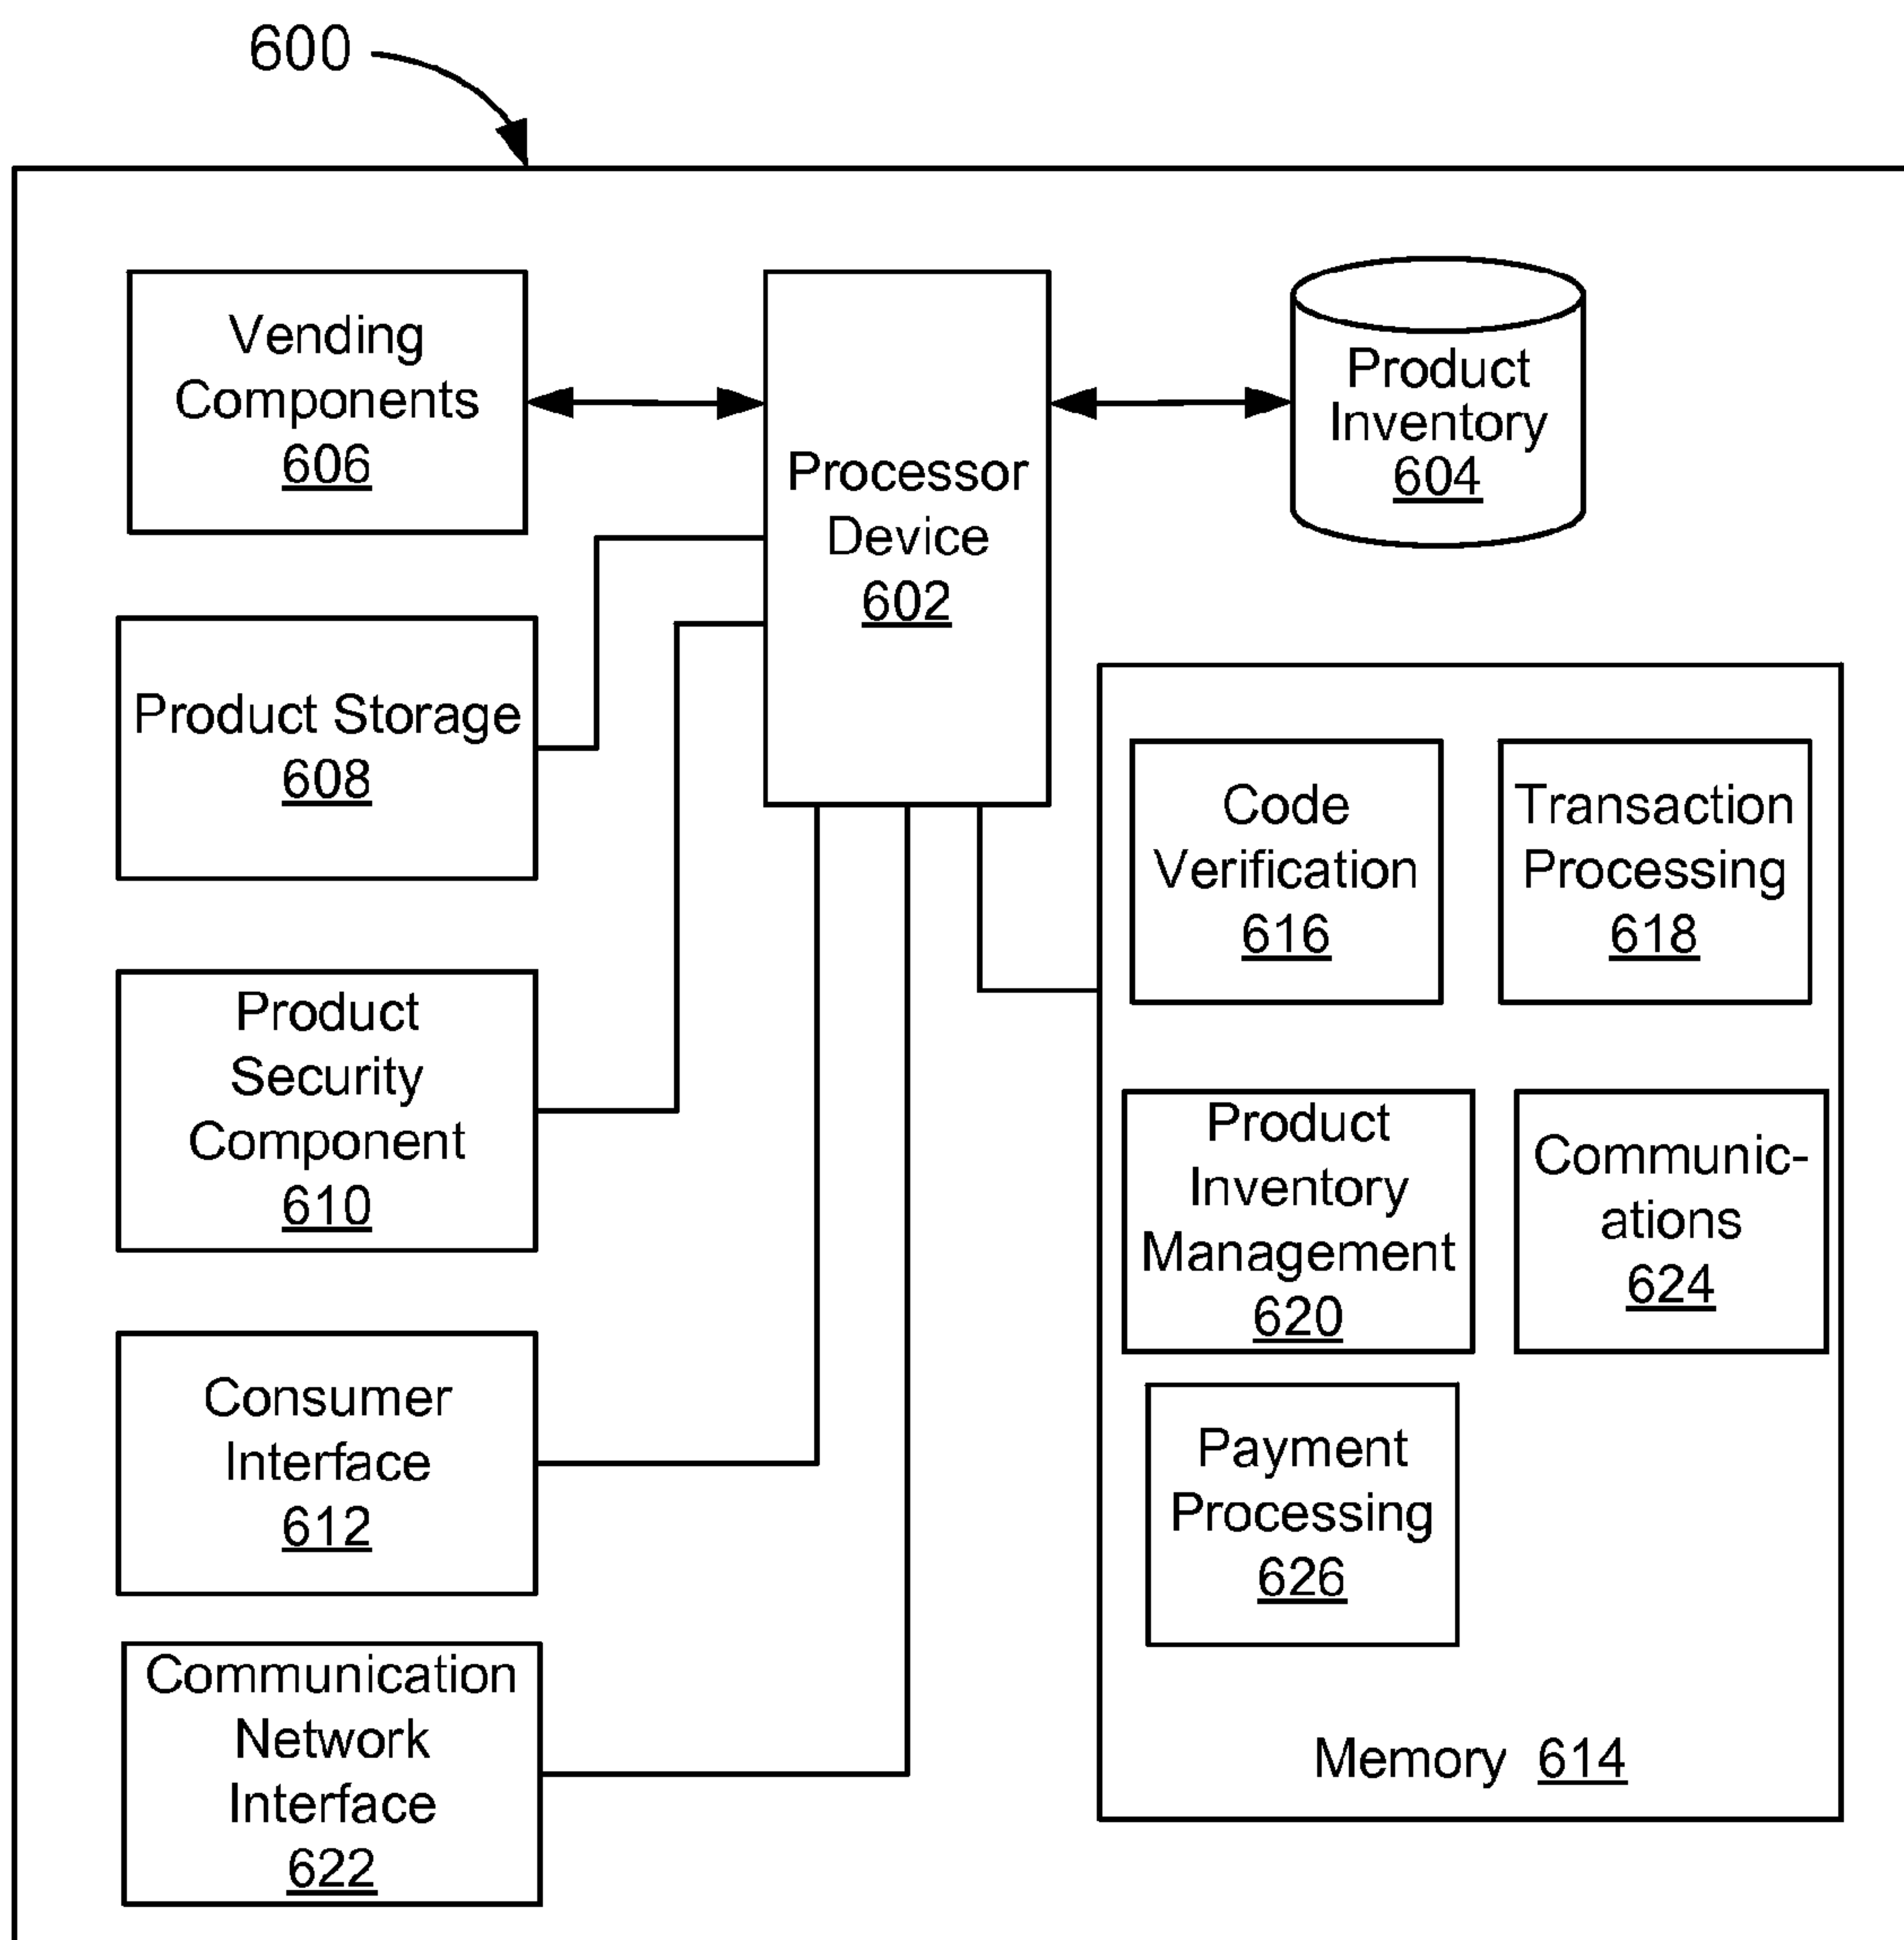 600
Vending
Components
606
Processor
Device
602
Product
Inventory
604
Product Storage
608
Product
Security
Component
610
Consumer
Interface
612
Communication
Network
Interface
622
Code
Verification
616
Transaction
Processing
618
Product
Inventory
Management
620
Communic-
ations
624
Payment
Processing
626
Memory 614